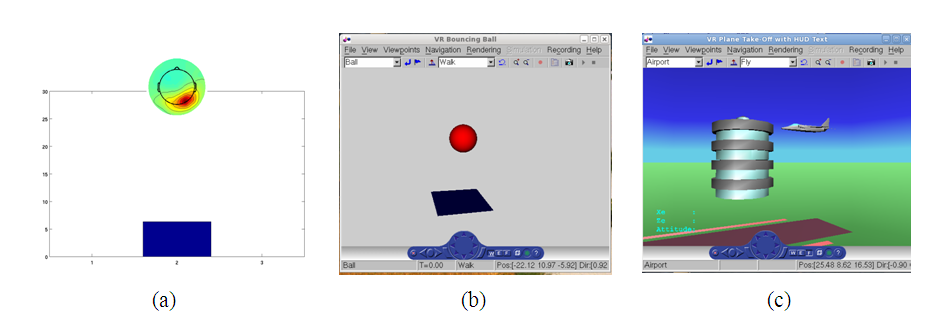 30
25
20
15
10
5
0
1 2 3
(a)
VR Bouncing Ball
File View Viewpoints Navigation Rendering Simulation Recording Help
Ball Walk
Ball T=0.00 Walk Pos:[-22.12 10.97 -5.92] Dir:[0.92
(b)
VR Plane Take-Off with HUD Text
File View Viewpoints Navigation Rendering Simulation Recording Help
Airport Fly
Xe :
Ze :
Attitude:
Airport Pos:[25.48 8.62 16.53] Dir:[-0.90
(c)